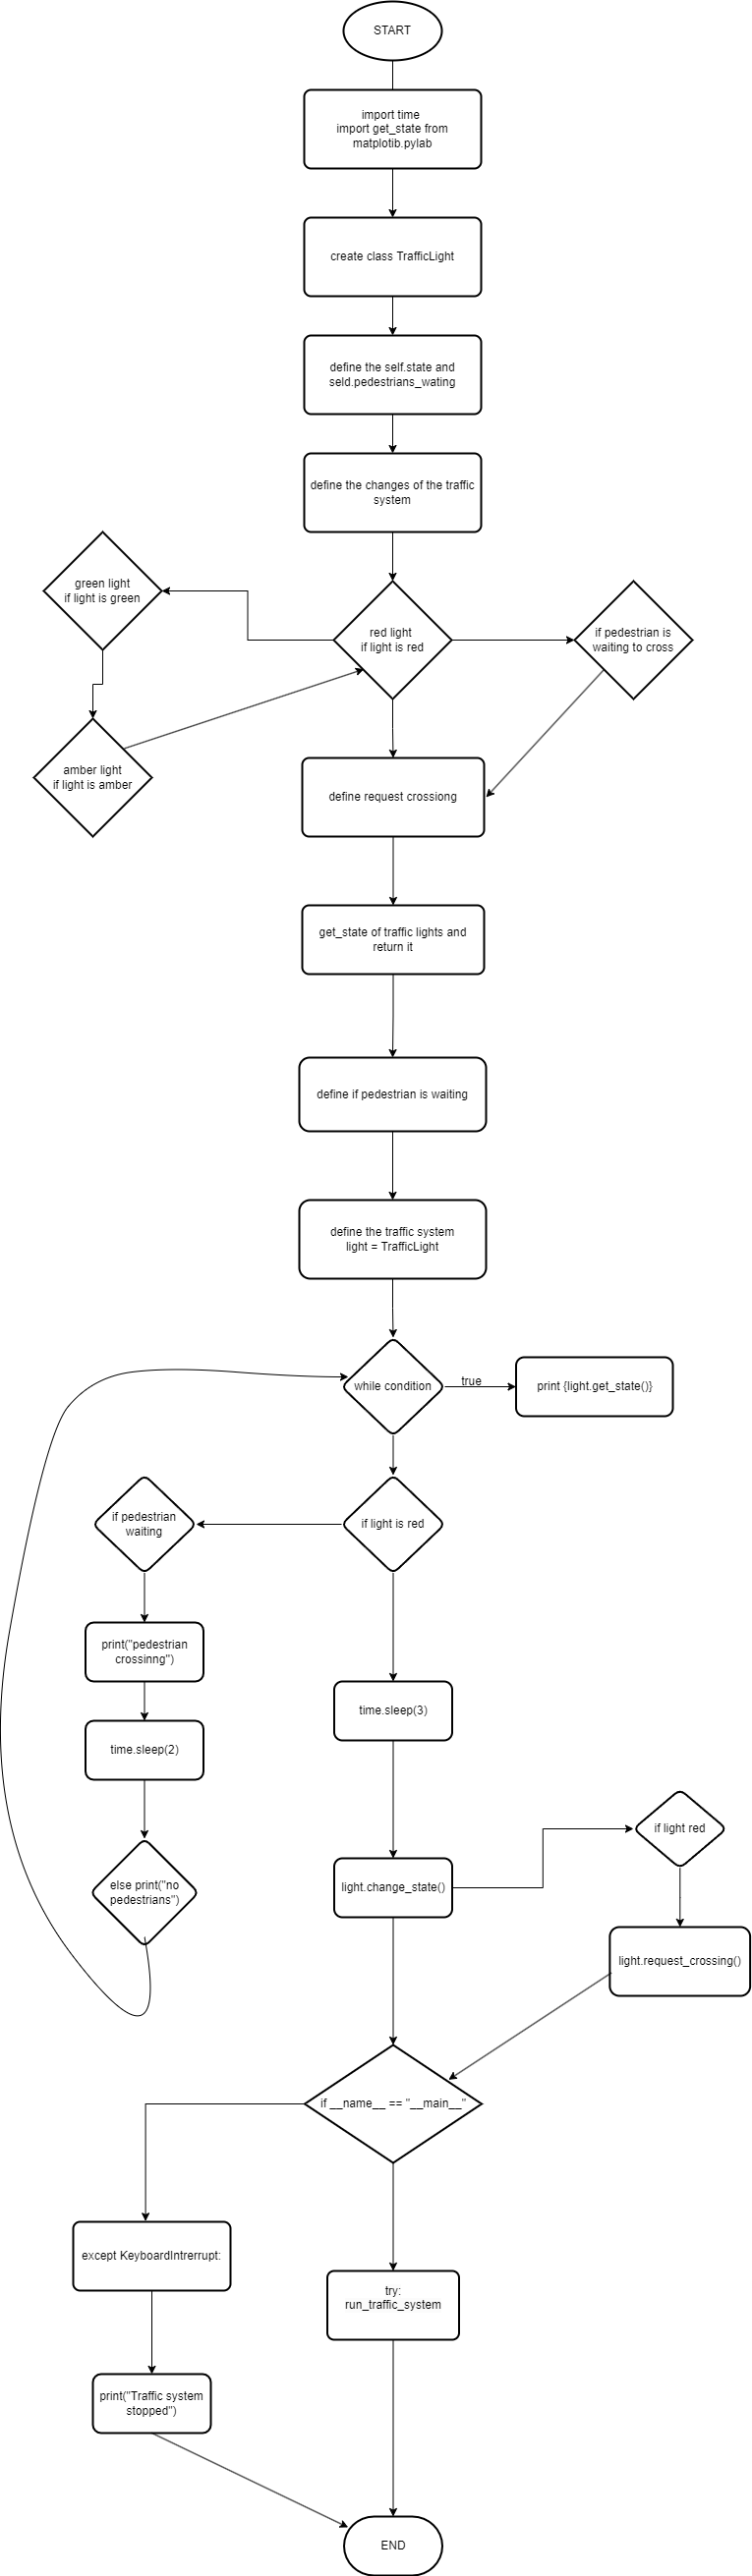 START
import time
import get_state from
matplotib.pylab
create class TrafficLight
define the self.state and
seld.pedestrians_wating
define the changes of the traffic
system
green light
if light is green
red light
if light is red
if pedestrian is
waiting to cross
amber light
if light is amber
define request crossiong
get_state of traffic lights and
return it
define if pedestrian is waiting
define the traffic system
light = TrafficLight
while condition
true
print {light.get_state()}
if pedestrian
waiting
if light is red
print("pedestrian
crossinng")
time.sleep(3)
time.sleep(2)
if light red
else print("no
pedestrians")
light.change_state()
light.request_crossing()
if __name__ == "__main__"
except KeyboardIntrerrupt:
try:
run_traffic_system
print("Traffic system
stopped")
END